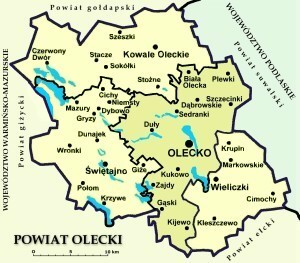 Powiat gołdapski
WOJEWÓDZTWO PODLASKIE
Powiat suwalski
WOJEWÓDZTWO WARMIŃSKO-MAZURSKIE
Powiat giżycki
Szeszki
Czerwony
Dwór
Stacze
Kowale Oleckie
Sokółki
Stożne
Biała
Olecka
Plewki
Cichy
Niemsty
Mazury
Dybowo
Gryzy
Szczecinki
Dąbrowskie
Sedranki
Duły
Dunajek
Wronki
OLECKO
Krupin
Markowskie
Świętajno
Giże
Kukowo
Zajdy
Wieliczki
Połom
Krzywe
Gąski
Cimochy
Kijewo
Kleszczewo
Powiat ełcki
POWIAT OLECKI
0 10 km